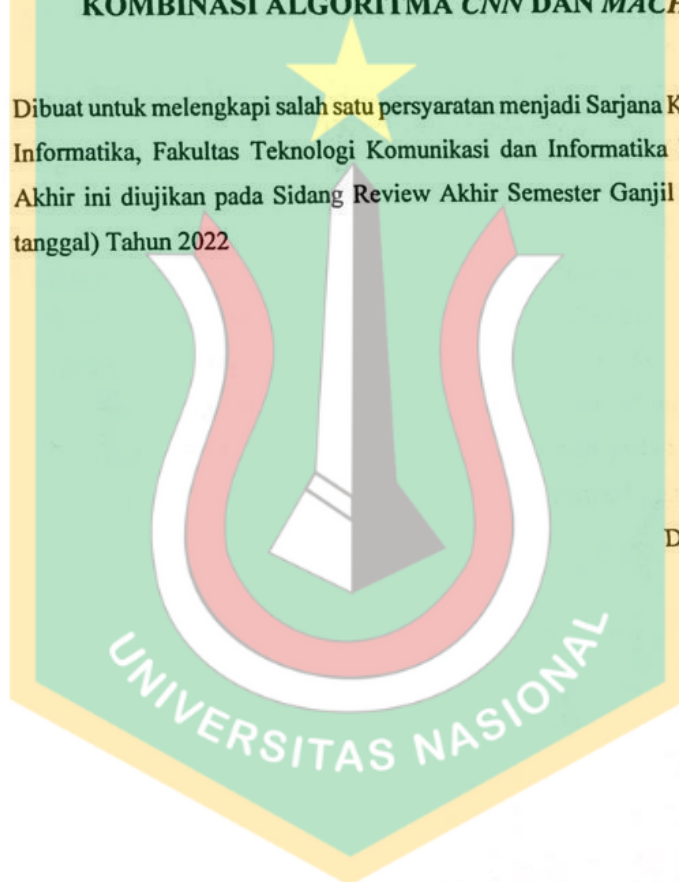 KOMBINASI ALGORITMA CNN DAN MACH
Dibuat untuk melengkapi salah satu persyaratan menjadi Sarjana K
Informatika, Fakultas Teknologi Komunikasi dan Informatika
Akhir ini diujikan pada Sidang Review Akhir Semester Ganjil
tanggal) Tahun 2022
D
UNIVERSITAS NASIONAL